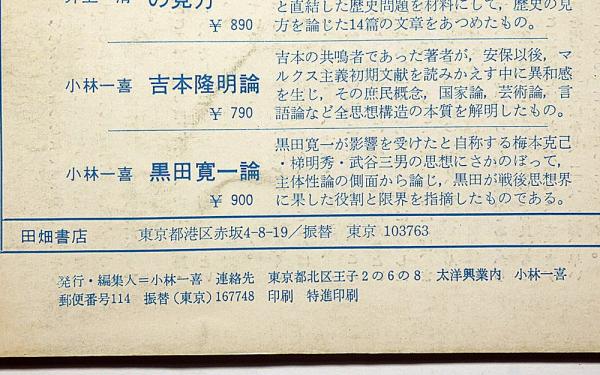 の見方
¥ 890
と直結した歴史問題を材料にして，歴史の見
方を論じた14篇の文章をあつめたもの。
小林一喜 吉本隆明論
¥ 790
吉本の共鳴者であった著者が，安保以後，マ
ルクス主義初期文献を読みかえす中に異和感
を生じ，その庶民概念，国家論，芸術論，言
語論など全思想構造の本質を解明したもの。
小林一喜 黒田寛一論
¥ 900
黒田寛一が影響を受けたと自称する梅本克己
・梯明秀・武谷三男の思想にさかのぼって，
主体性論の側面から論じ，黒田が戦後思想界
に果した役割と限界を指摘したものである。
田畑書店 東京都港区赤坂4-8-19／振替 東京 103763
発行・編集人＝小林一喜 連絡先 東京都北区王子2の6の8 太洋興業内 小林一喜
郵便番号114 振替（東京）167748 印刷 特進印刷